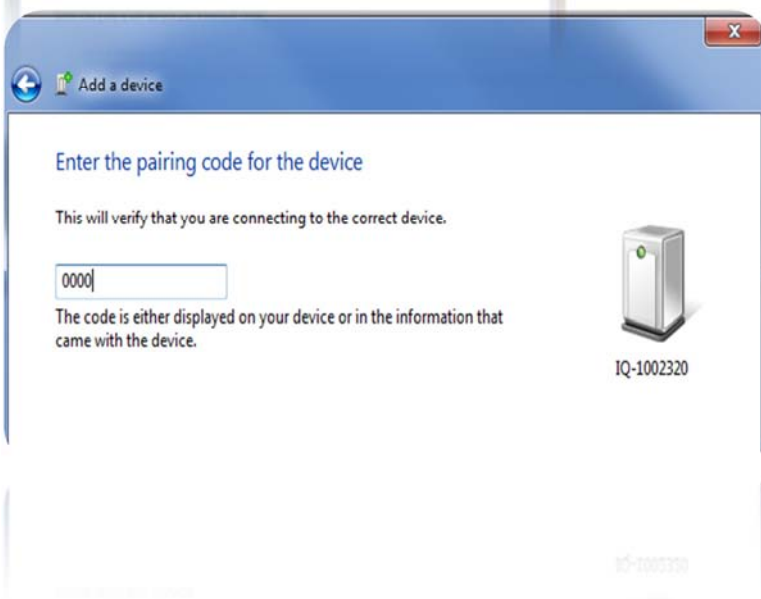 Add a device
Enter the pairing code for the device
This will verify that you are connecting to the correct device.
0000
The code is either displayed on your device or in the information that
came with the device.
IQ-1002320